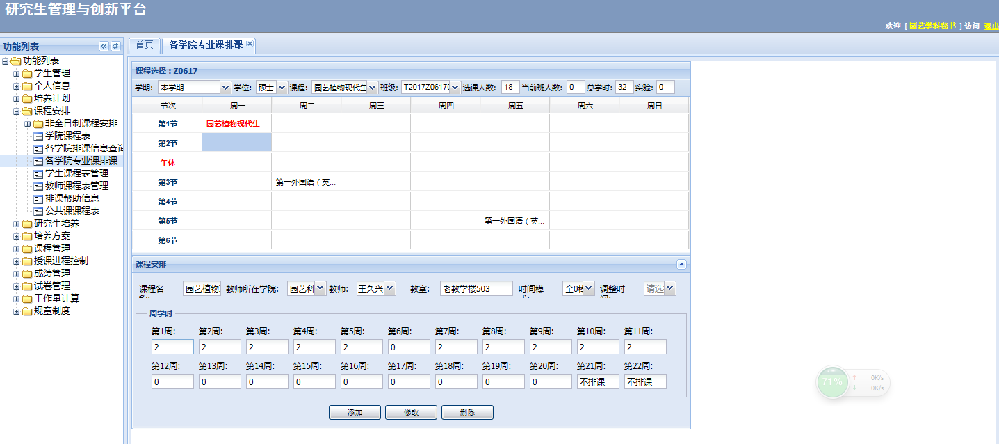 研究生管理与创新平台
欢迎 [ 园艺学科秘书 ] 访问 退出
功能列表
首页
各学院专业课排课
功能列表
学生管理
个人信息
培养计划
课程安排
非全日制课程安排
学院课程表
各学院排课信息查询
各学院专业课排课
学生课程表管理
教师课程表管理
排课帮助信息
公共课课程表
研究生培养
培养方案
课程管理
授课进程控制
成绩管理
试卷管理
工作量计算
规章制度
课程选择：Z0617
学期: 本学期 学位: 硕士 课程: 园艺植物现代生 班级: T2017Z0617( 选课人数: 18 当前班人数: 0 总学时: 32 实验: 0
节次 周一 周二 周三 周四 周五 周六 周日
第1节 园艺植物现代生...
第2节
午休
第3节 第一外国语（英...
第4节
第5节 第一外国语（英...
第6节
课程安排
课程名 园艺植物 教师所在学院: 园艺科 教师: 王久兴 教室: 老教学楼503 时间模 全0 调整时 请选
周学时
第1周: 第2周: 第3周: 第4周: 第5周: 第6周: 第7周: 第8周: 第9周: 第10周: 第11周:
2 2 2 2 2 0 2 2 2 2 2
第12周: 第13周: 第14周: 第15周: 第16周: 第17周: 第18周: 第19周: 第20周: 第21周: 第22周:
0 0 0 0 0 0 0 0 0 不排课 不排课
添加 修改 删除
71%
0K/s
0K/s